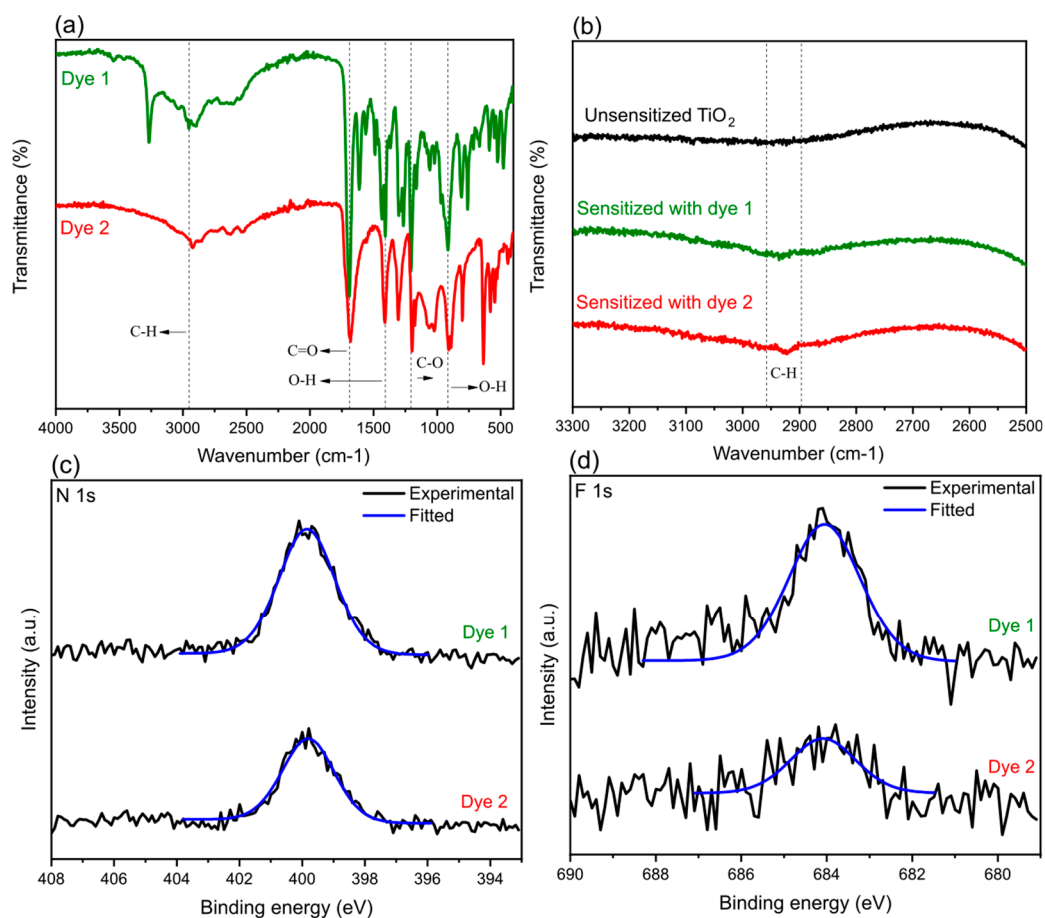 (a)
Dye 1
Dye 2
C-H
C=O
O-H
C-O
O-H
Transmittance (%)
4000 3500 3000 2500 2000 1500 1000 500
Wavenumber (cm-1)
(b)
Unsensitized TiO2
Sensitized with dye 1
Sensitized with dye 2
C-H
Transmittance (%)
3300 3200 3100 3000 2900 2800 2700 2600 2500
Wavenumber (cm-1)
(c)
N 1s
Experimental
Fitted
Dye 1
Dye 2
Intensity (a.u.)
408 406 404 402 400 398 396 394
Binding energy (eV)
(d)
F 1s
Experimental
Fitted
Dye 1
Dye 2
Intensity (a.u.)
690 688 686 684 682 680
Binding energy (eV)